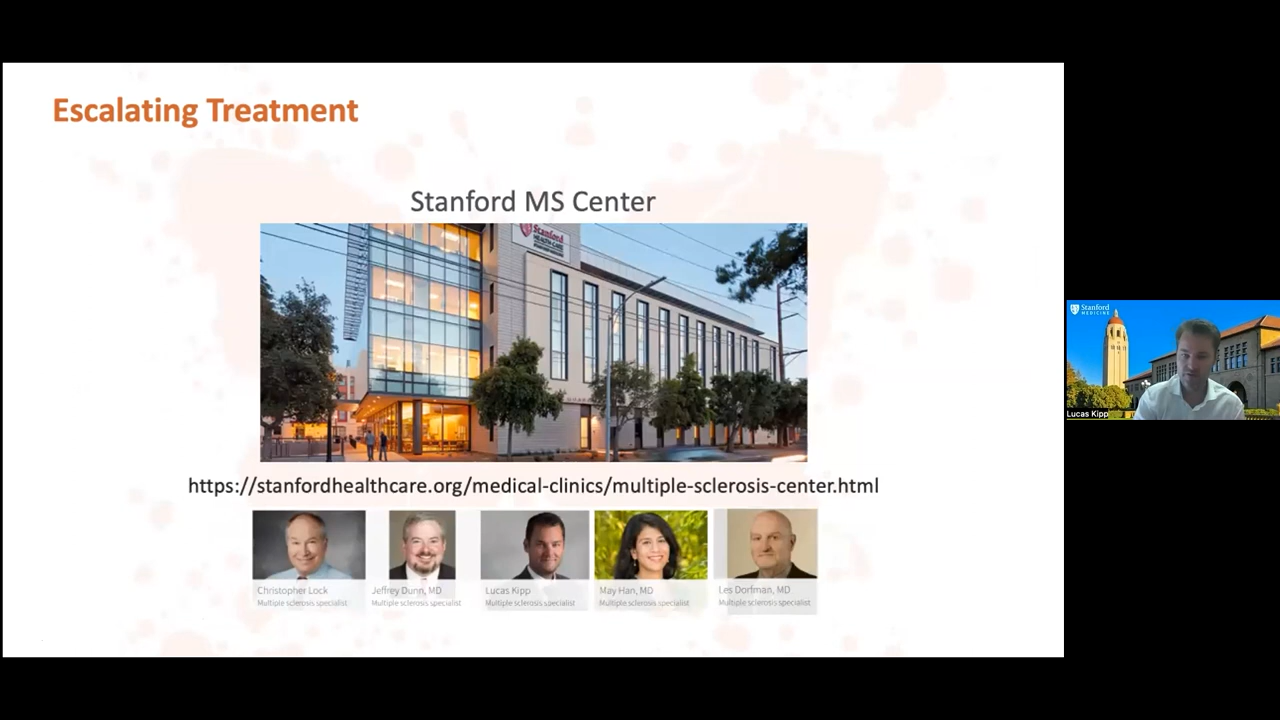 Escalating Treatment
Stanford MS Center
Stanford
HEALTH CARE
https://stanfordhealthcare.org/medical-clinics/multiple-sclerosis-center.html
Christopher Lock
Multiple sclerosis specialist
Jeffrey Dunn, MD
Multiple sclerosis specialist
Lucas Kipp
Multiple sclerosis specialist
May Han, MD
Multiple sclerosis specialist
Les Dorfman, MD
Multiple sclerosis specialist
Stanford
MEDICINE
Lucas Kipp